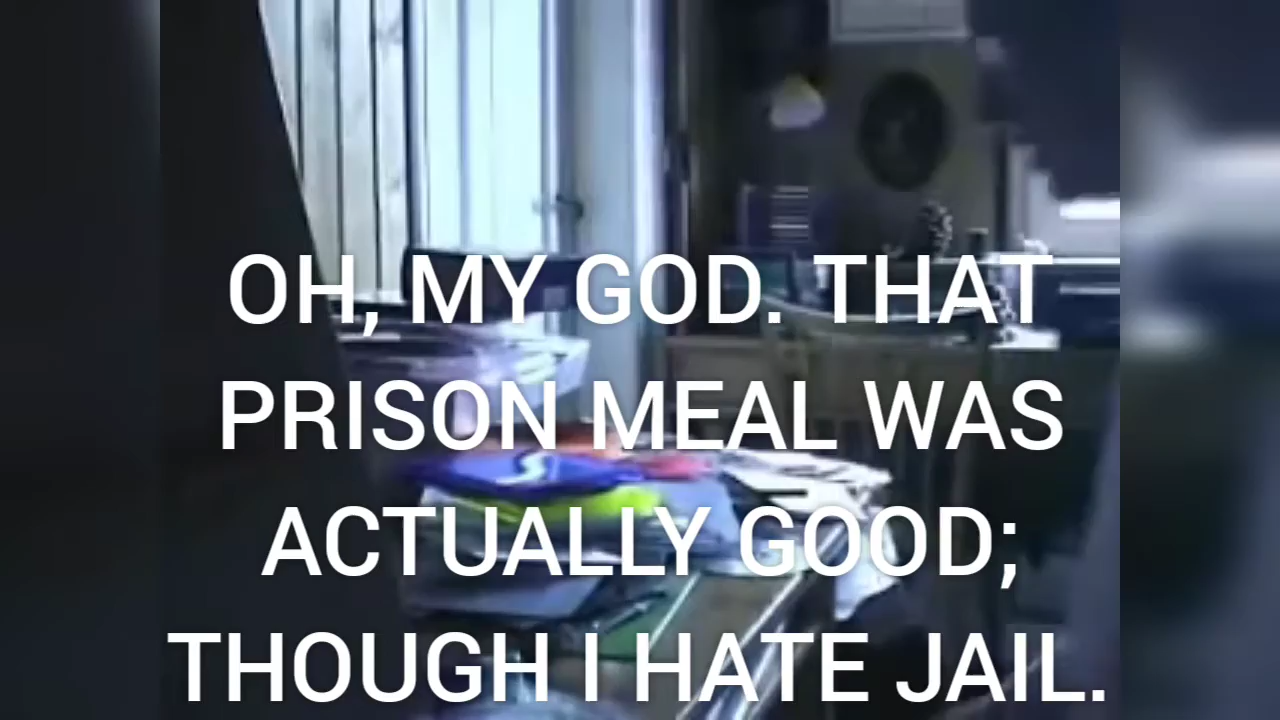 OH, MY GOD. THAT
PRISON MEAL WAS
ACTUALLY GOOD;
THOUGH I HATE JAIL.